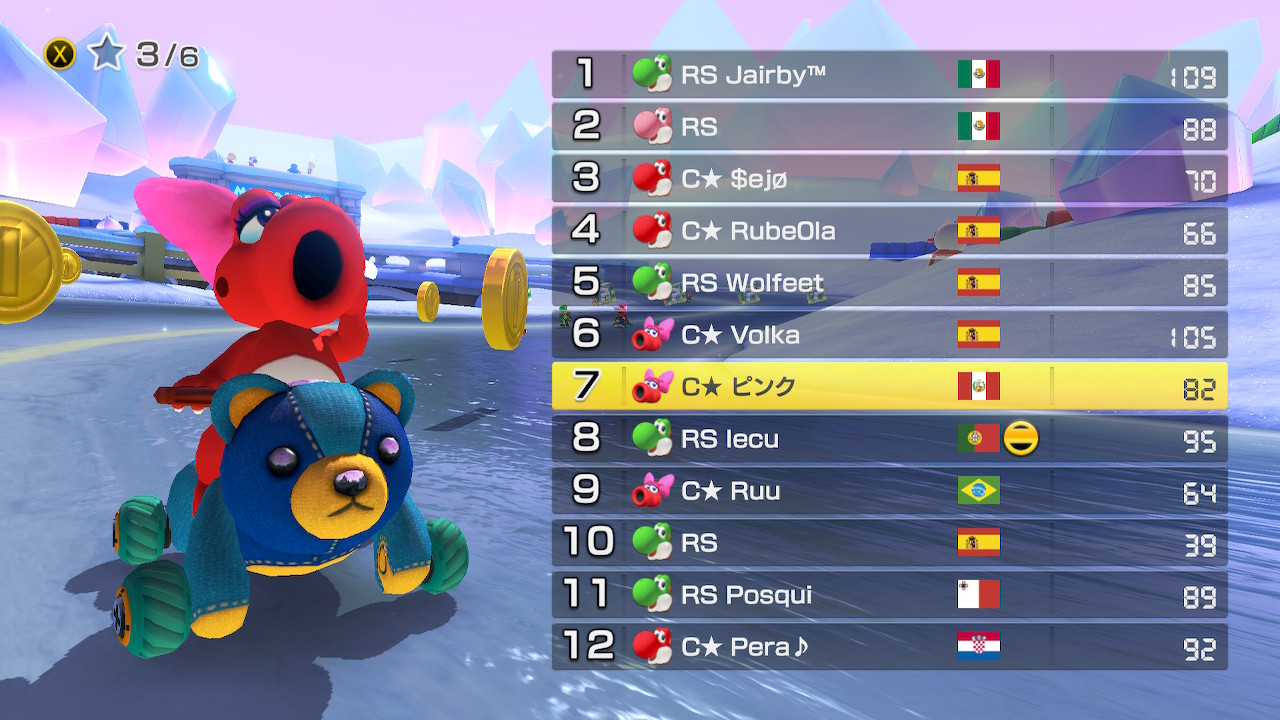 X 3/6
1 RS Jairby™ 109
2 RS 88
3 C★ $ejø 70
4 C★ RubeOla 66
5 RS Wolfeet 85
6 C★ Volka 105
7 C★ ピンク 82
8 RS Iecu 95
9 C★ Ruu 64
10 RS 39
11 RS Posqui 89
12 C★ Pera♪ 92